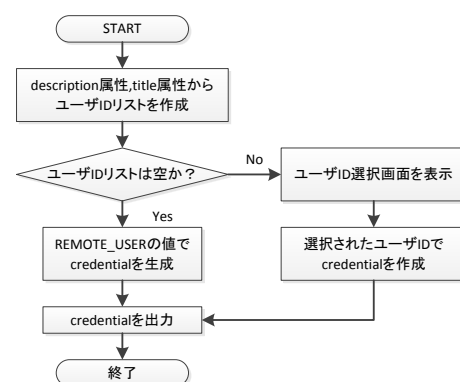 START
description属性,title属性から
ユーザIDリストを作成
ユーザIDリストは空か？
No
ユーザID選択画面を表示
Yes
REMOTE_USERの値で
credentialを生成
選択されたユーザIDで
credentialを作成
credentialを出力
終了